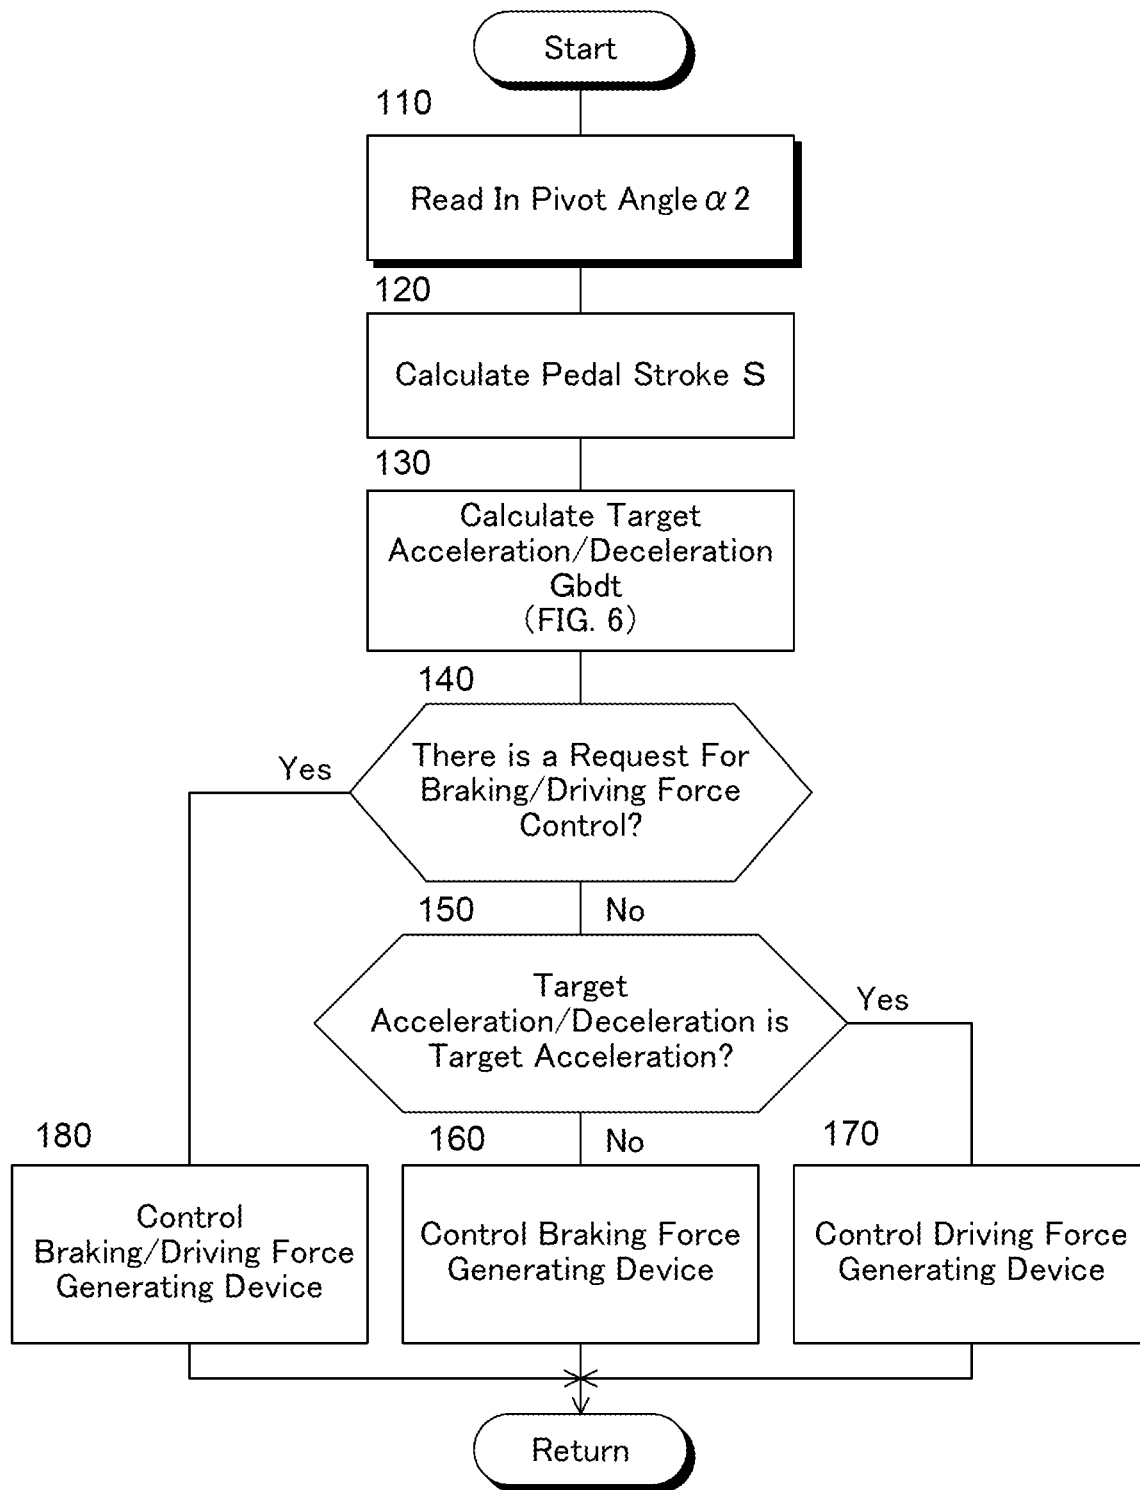 Start
110
Read In Pivot Angle α2
120
Calculate Pedal Stroke S
130
Calculate Target
Acceleration/Deceleration
Gbdt
(FIG. 6)
140
There is a Request For
Braking/Driving Force
Control?
Yes
No
150
Target
Acceleration/Deceleration is
Target Acceleration?
Yes
No
180
Control
Braking/Driving Force
Generating Device
160
Control Braking Force
Generating Device
170
Control Driving Force
Generating Device
Return